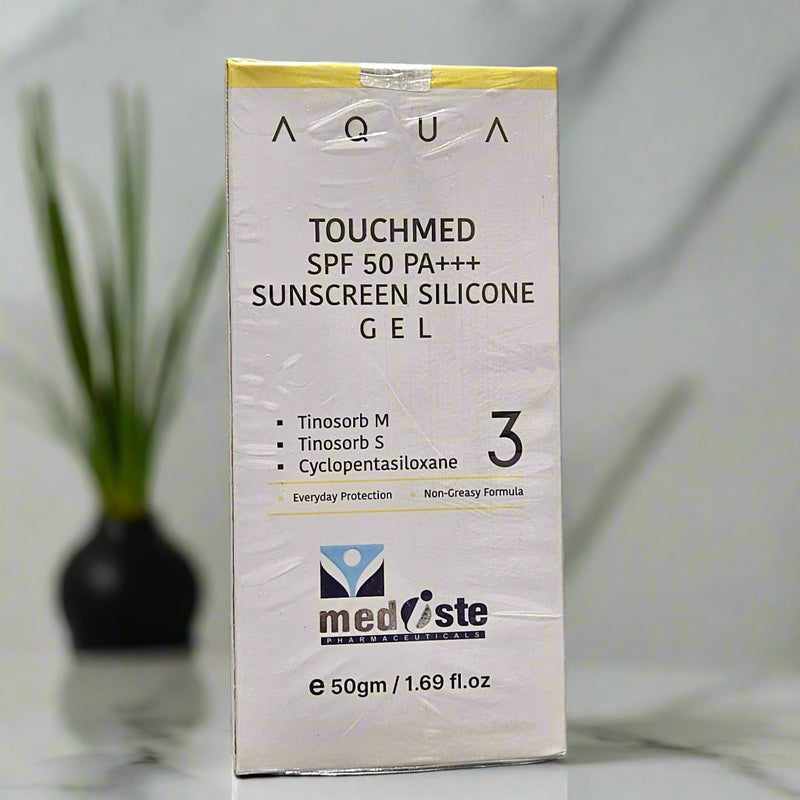 AQUA
TOUCHMED
SPF 50 PA+++
SUNSCREEN SILICONE
GEL
▪ Tinosorb M
▪ Tinosorb S
▪ Cyclopentasiloxane
3
Everyday Protection Non-Greasy Formula
mediste
PHARMACEUTICALS
e 50gm / 1.69 fl.oz